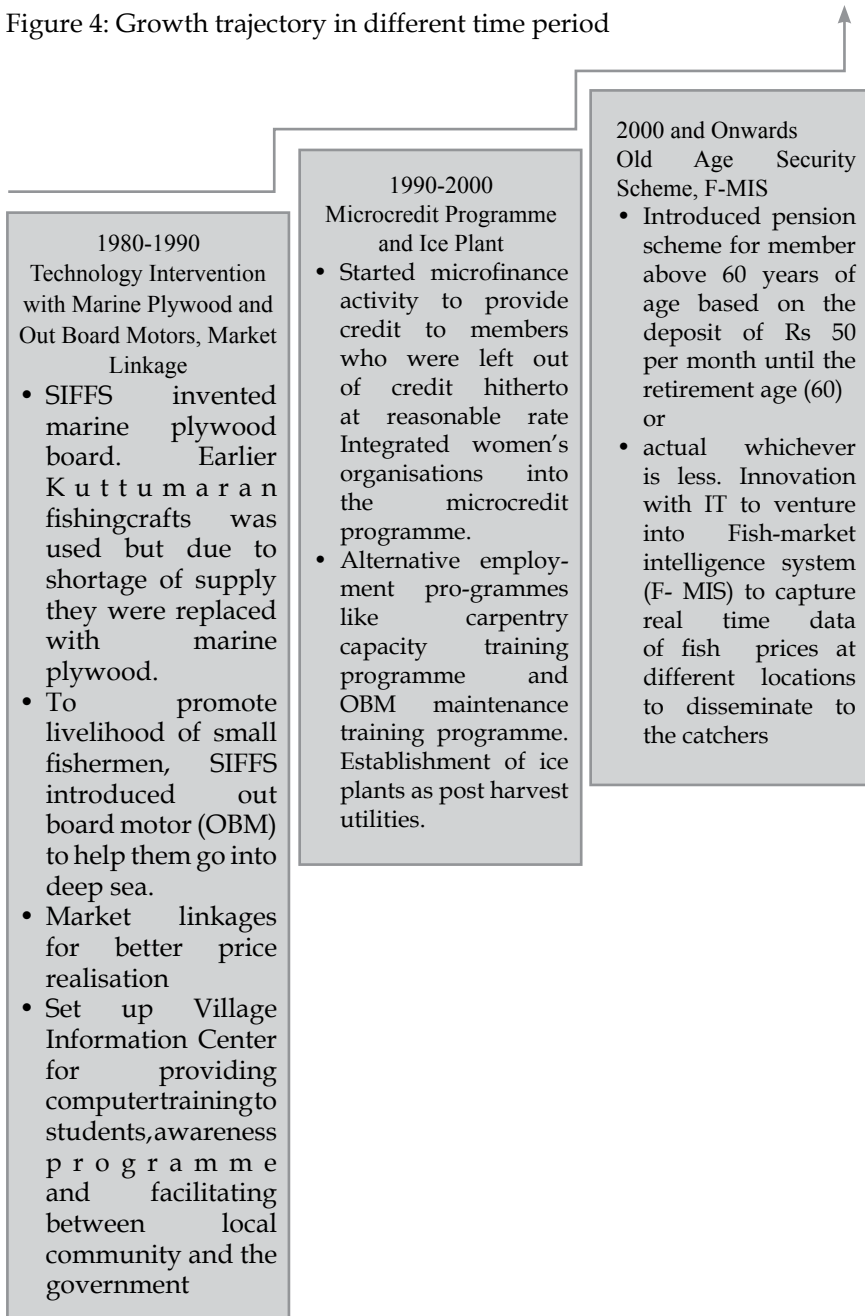 Figure 4: Growth trajectory in different time period
1980-1990
Technology Intervention
with Marine Plywood and
Out Board Motors, Market
Linkage
• SIFFS invented
marine plywood
board. Earlier
K u t t u m a r a n
fishingcrafts was
used but due to
shortage of supply
they were replaced
with marine
plywood.
• To promote
livelihood of small
fishermen, SIFFS
introduced out
board motor (OBM)
to help them go into
deep sea.
• Market linkages
for better price
realisation
• Set up Village
Information Center
for providing
computertrainingto
students,awareness
p r o g r a m m e
and facilitating
between local
community and the
government
1990-2000
Microcredit Programme
and Ice Plant
• Started microfinance
activity to provide
credit to members
who were left out
of credit hitherto
at reasonable rate
Integrated women's
organisations into
the microcredit
programme.
• Alternative employ-
ment pro-grammes
like carpentry
capacity training
programme and
OBM maintenance
training programme.
Establishment of ice
plants as post harvest
utilities.
2000 and Onwards
Old Age Security
Scheme, F-MIS
• Introduced pension
scheme for member
above 60 years of
age based on the
deposit of Rs 50
per month until the
retirement age (60)
or
• actual whichever
is less. Innovation
with IT to venture
into Fish-market
intelligence system
(F- MIS) to capture
real time data
of fish prices at
different locations
to disseminate to
the catchers